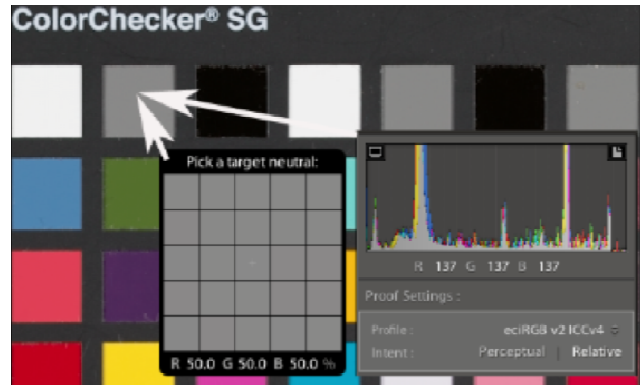 ColorChecker® SG
Pick a target neutral:
R 50.0 G 50.0 B 50.0 %
R 137 G 137 B 137
Proof Settings :
Profile : eciRGB v2 ICCv4
Intent : Perceptual | Relative